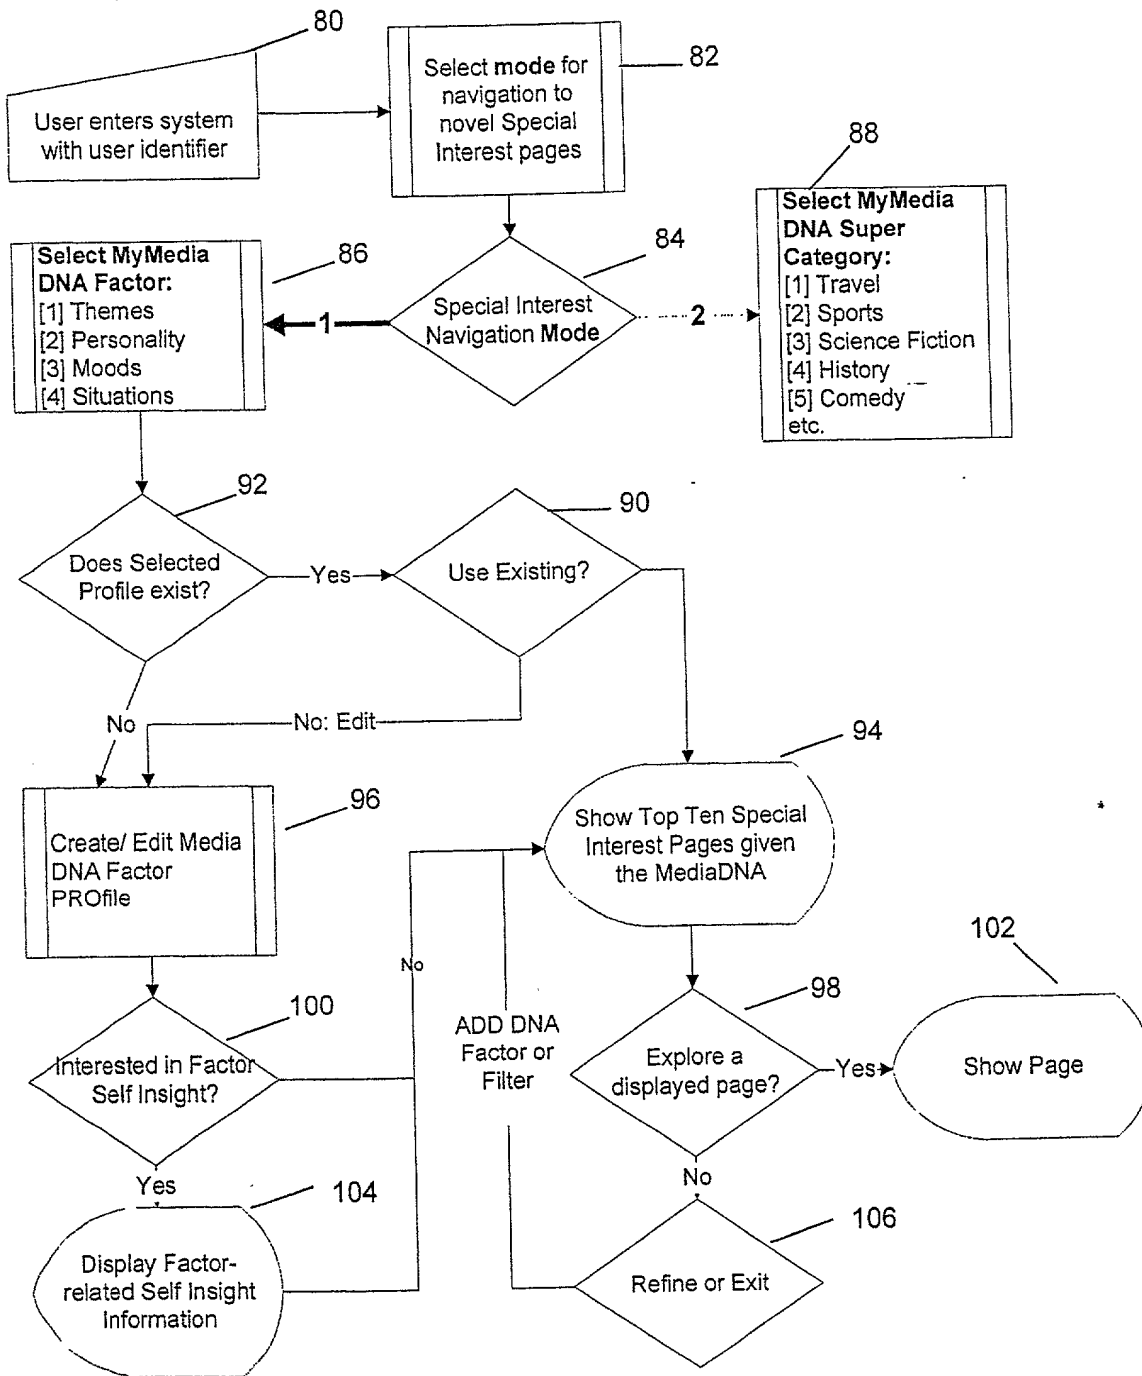 80
User enters system
with user identifier
82
Select mode for
navigation to
novel Special
Interest pages
88
Select MyMedia
DNA Super
Category:
[1] Travel
[2] Sports
[3] Science Fiction
[4] History
[5] Comedy
etc.
84
Special Interest
Navigation Mode
1
2
86
Select MyMedia
DNA Factor:
[1] Themes
[2] Personality
[3] Moods
[4] Situations
92
Does Selected
Profile exist?
Yes
90
Use Existing?
No
No: Edit
94
Show Top Ten Special
Interest Pages given
the MediaDNA
96
Create/ Edit Media
DNA Factor
PROfile
No
100
Interested in Factor
Self Insight?
ADD DNA
Factor or
Filter
98
Explore a
displayed page?
Yes
102
Show Page
Yes
No
104
Display Factor-
related Self Insight
Information
106
Refine or Exit